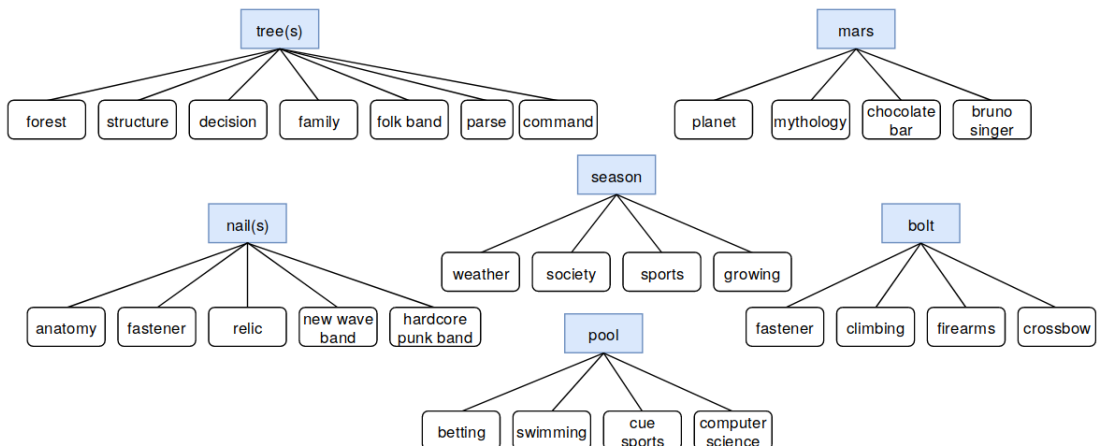 tree(s)
mars
forest
structure
decision
family
folk band
parse
command
planet
mythology
chocolate
bar
bruno
singer
season
nail(s)
bolt
weather
society
sports
growing
anatomy
fastener
relic
new wave
band
hardcore
punk band
fastener
climbing
firearms
crossbow
pool
betting
swimming
cue
sports
computer
science